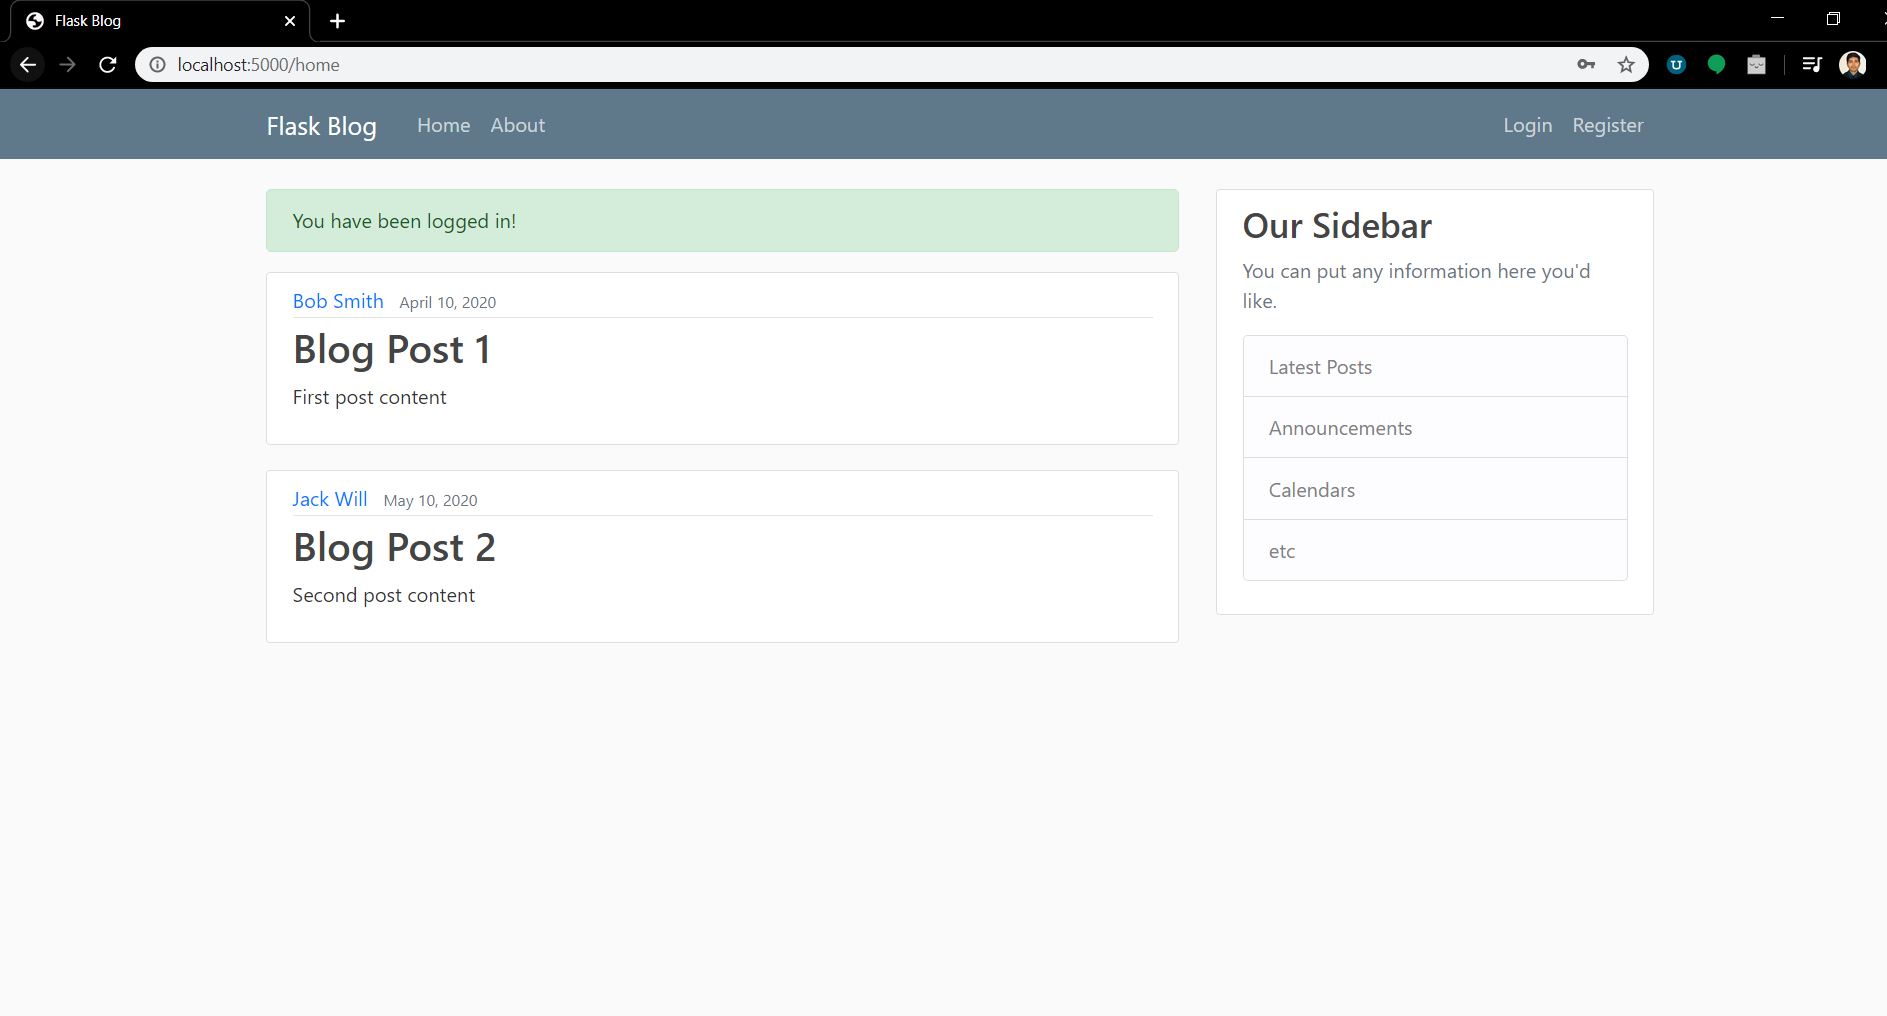 Flask Blog
localhost:5000/home
Flask Blog Home About Login Register
You have been logged in!
Bob Smith April 10, 2020
Blog Post 1
First post content
Jack Will May 10, 2020
Blog Post 2
Second post content
Our Sidebar
You can put any information here you'd
like.
Latest Posts
Announcements
Calendars
etc